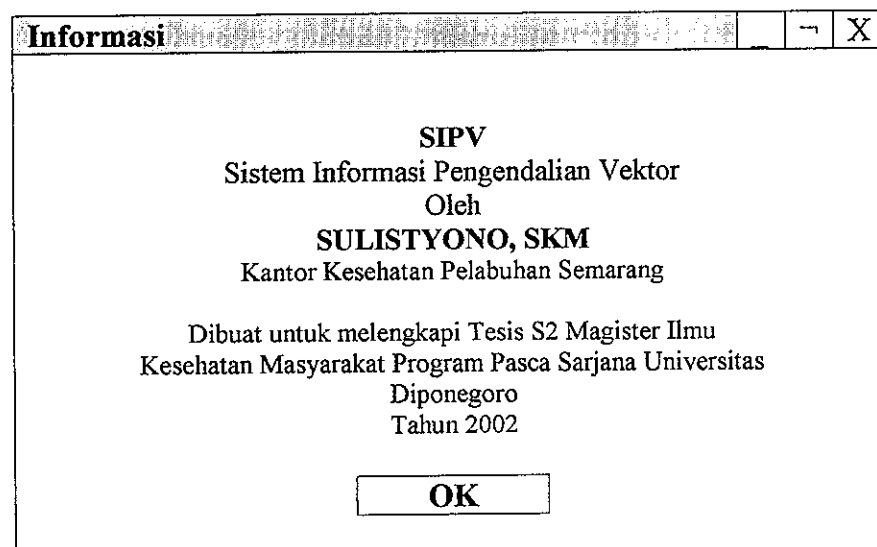 Informasi _ ¬ X
SIPV
Sistem Informasi Pengendalian Vektor
Oleh
SULISTYONO, SKM
Kantor Kesehatan Pelabuhan Semarang
Dibuat untuk melengkapi Tesis S2 Magister Ilmu
Kesehatan Masyarakat Program Pasca Sarjana Universitas
Diponegoro
Tahun 2002
OK